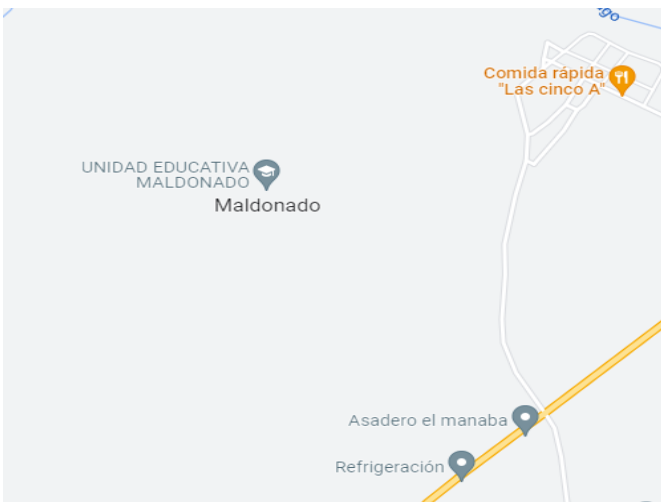 Comida rápida
"Las cinco A"
UNIDAD EDUCATIVA
MALDONADO
Maldonado
Asadero el manaba
Refrigeración